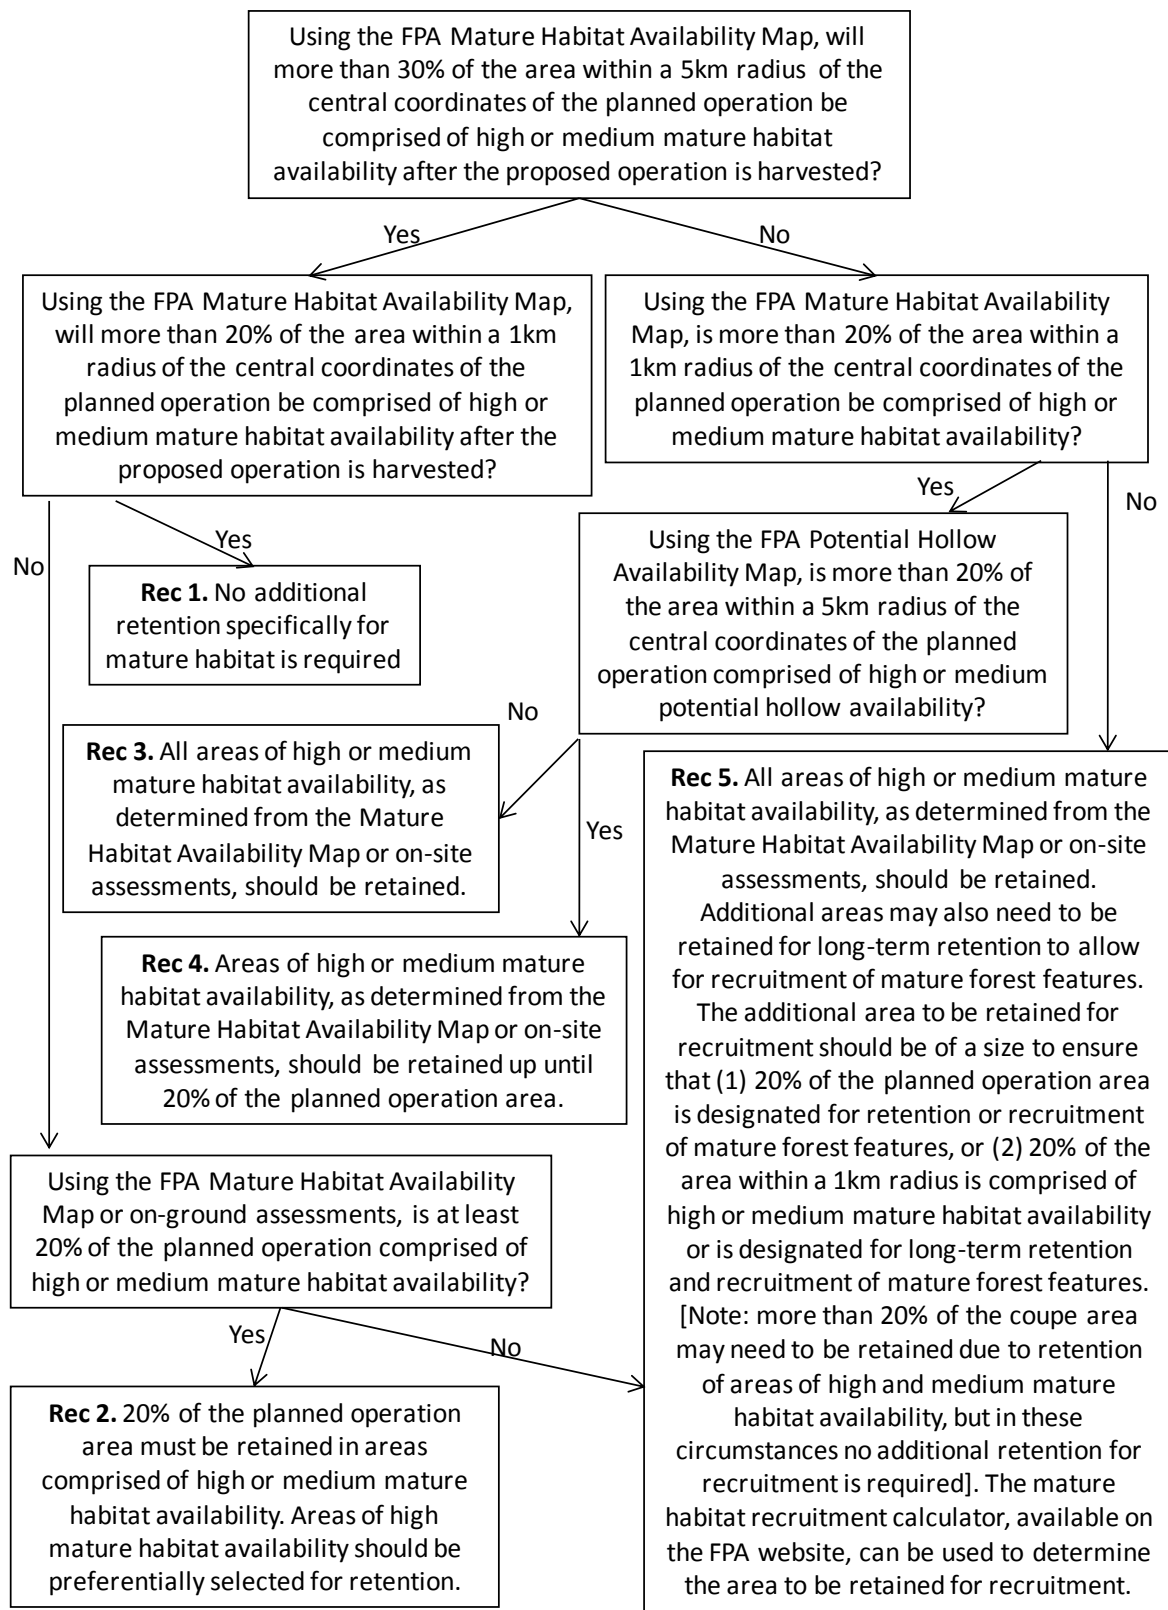 Using the FPA Mature Habitat Availability Map, will
more than 30% of the area within a 5km radius of the
central coordinates of the planned operation be
comprised of high or medium mature habitat
availability after the proposed operation is harvested?
Yes
No
Using the FPA Mature Habitat Availability Map,
will more than 20% of the area within a 1km
radius of the central coordinates of the
planned operation be comprised of high or
medium mature habitat availability after the
proposed operation is harvested?
Using the FPA Mature Habitat Availability
Map, is more than 20% of the area within a
1km radius of the central coordinates of the
planned operation be comprised of high or
medium mature habitat availability?
No
Yes
Yes
No
Rec 1. No additional
retention specifically for
mature habitat is required
Using the FPA Potential Hollow
Availability Map, is more than 20% of
the area within a 5km radius of the
central coordinates of the planned
operation comprised of high or medium
potential hollow availability?
No
Yes
Rec 3. All areas of high or medium
mature habitat availability, as
determined from the Mature
Habitat Availability Map or on-site
assessments, should be retained.
Rec 4. Areas of high or medium mature
habitat availability, as determined from the
Mature Habitat Availability Map or on-site
assessments, should be retained up until
20% of the planned operation area.
Rec 5. All areas of high or medium mature
habitat availability, as determined from the
Mature Habitat Availability Map or on-site
assessments, should be retained.
Additional areas may also need to be
retained for long-term retention to allow
for recruitment of mature forest features.
The additional area to be retained for
recruitment should be of a size to ensure
that (1) 20% of the planned operation area
is designated for retention or recruitment
of mature forest features, or (2) 20% of the
area within a 1km radius is comprised of
high or medium mature habitat availability
or is designated for long-term retention
and recruitment of mature forest features.
[Note: more than 20% of the coupe area
may need to be retained due to retention
of areas of high and medium mature
habitat availability, but in these
circumstances no additional retention for
recruitment is required]. The mature
habitat recruitment calculator, available on
the FPA website, can be used to determine
the area to be retained for recruitment.
Using the FPA Mature Habitat Availability
Map or on-ground assessments, is at least
20% of the planned operation comprised of
high or medium mature habitat availability?
Yes
No
Rec 2. 20% of the planned operation
area must be retained in areas
comprised of high or medium mature
habitat availability. Areas of high
mature habitat availability should be
preferentially selected for retention.